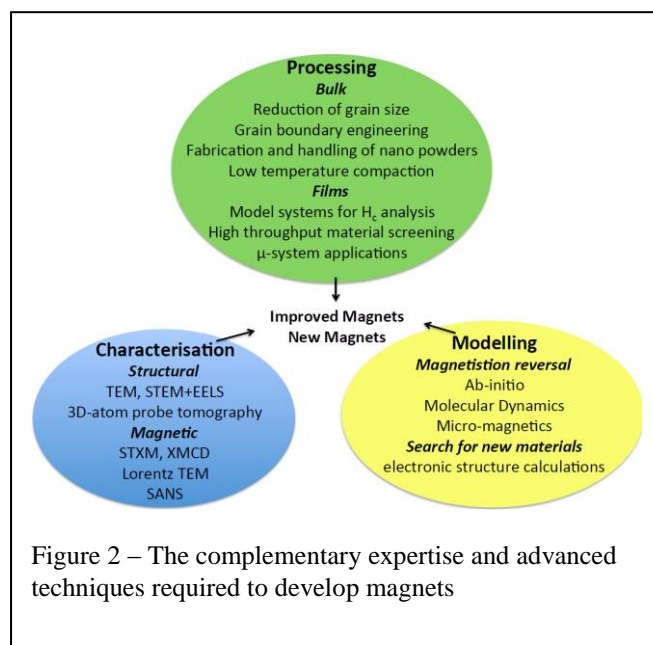 Processing
Bulk
Reduction of grain size
Grain boundary engineering
Fabrication and handling of nano powders
Low temperature compaction
Films
Model systems for Hc analysis
High throughput material screening
µ-system applications
Improved Magnets
New Magnets
Characterisation
Structural
TEM, STEM+EELS
3D-atom probe tomography
Magnetic
STXM, XMCD
Lorentz TEM
SANS
Modelling
Magnetistion reversal
Ab-initio
Molecular Dynamics
Micro-magnetics
Search for new materials
electronic structure calculations
Figure 2 – The complementary expertise and advanced
techniques required to develop magnets